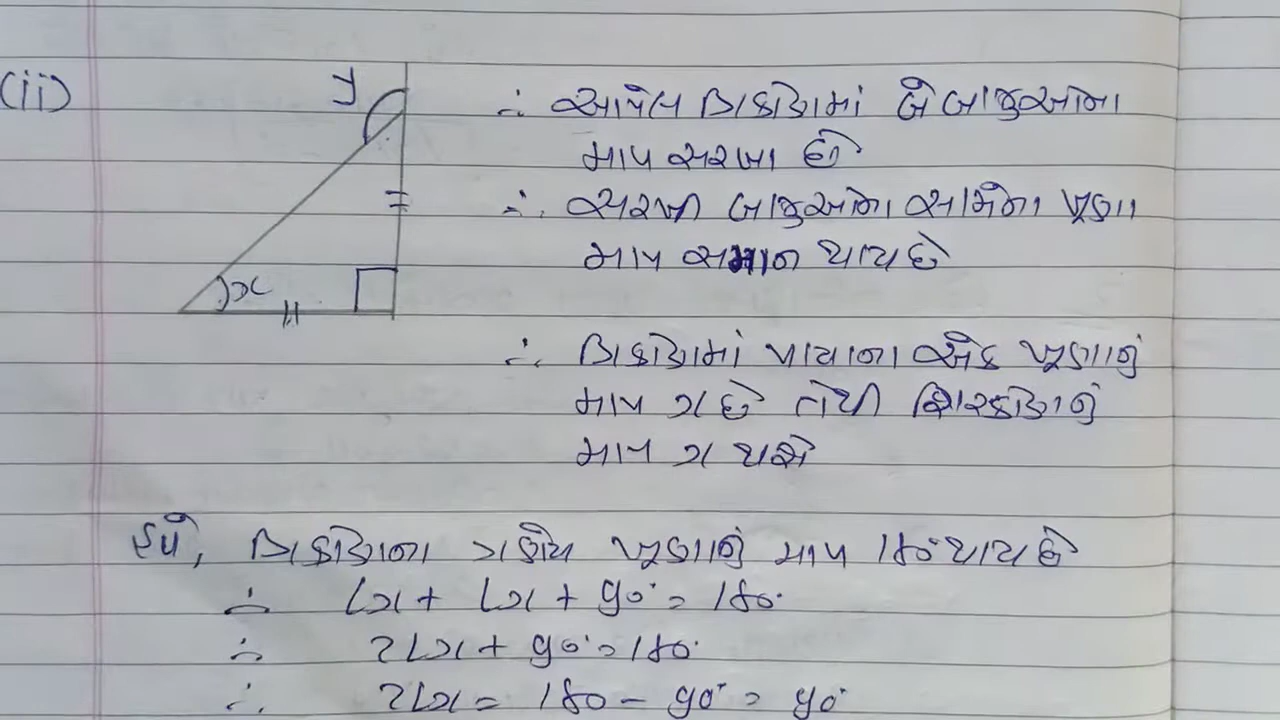 (ii)
y
∴ આપેલ ત્રિકોણમાં બે બાજુઓના
માપ સરખા છે
∴ સરખી બાજુઓના સામેના ખૂણા
માપ સમાન થાય છે
x
∴ ત્રિકોણમાં પાયાના એક ખૂણાનું
માપ x છે તેથી શિરકોણનું
માપ x થશે
હવે, ત્રિકોણના ત્રણેય ખૂણાનું માપ 180° થાય છે
∴ ∠x + ∠x + 90° = 180°
∴ 2∠x + 90° = 180°
∴ 2∠x = 180 - 90° = 90°